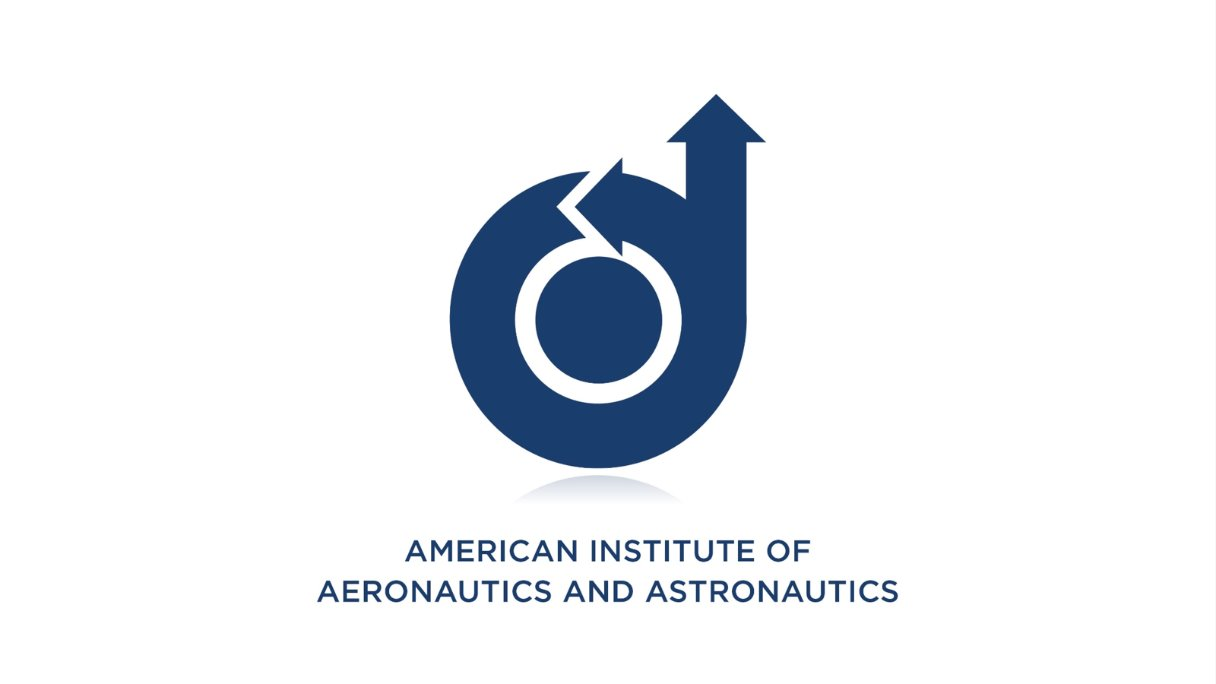 AMERICAN INSTITUTE OF
AERONAUTICS AND ASTRONAUTICS